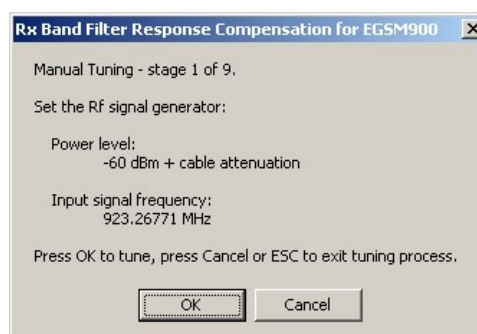 Rx Band Filter Response Compensation for EGSM900
Manual Tuning - stage 1 of 9.
Set the Rf signal generator:
Power level:
-60 dBm + cable attenuation
Input signal frequency:
923.26771 MHz
Press OK to tune, press Cancel or ESC to exit tuning process.
OK
Cancel